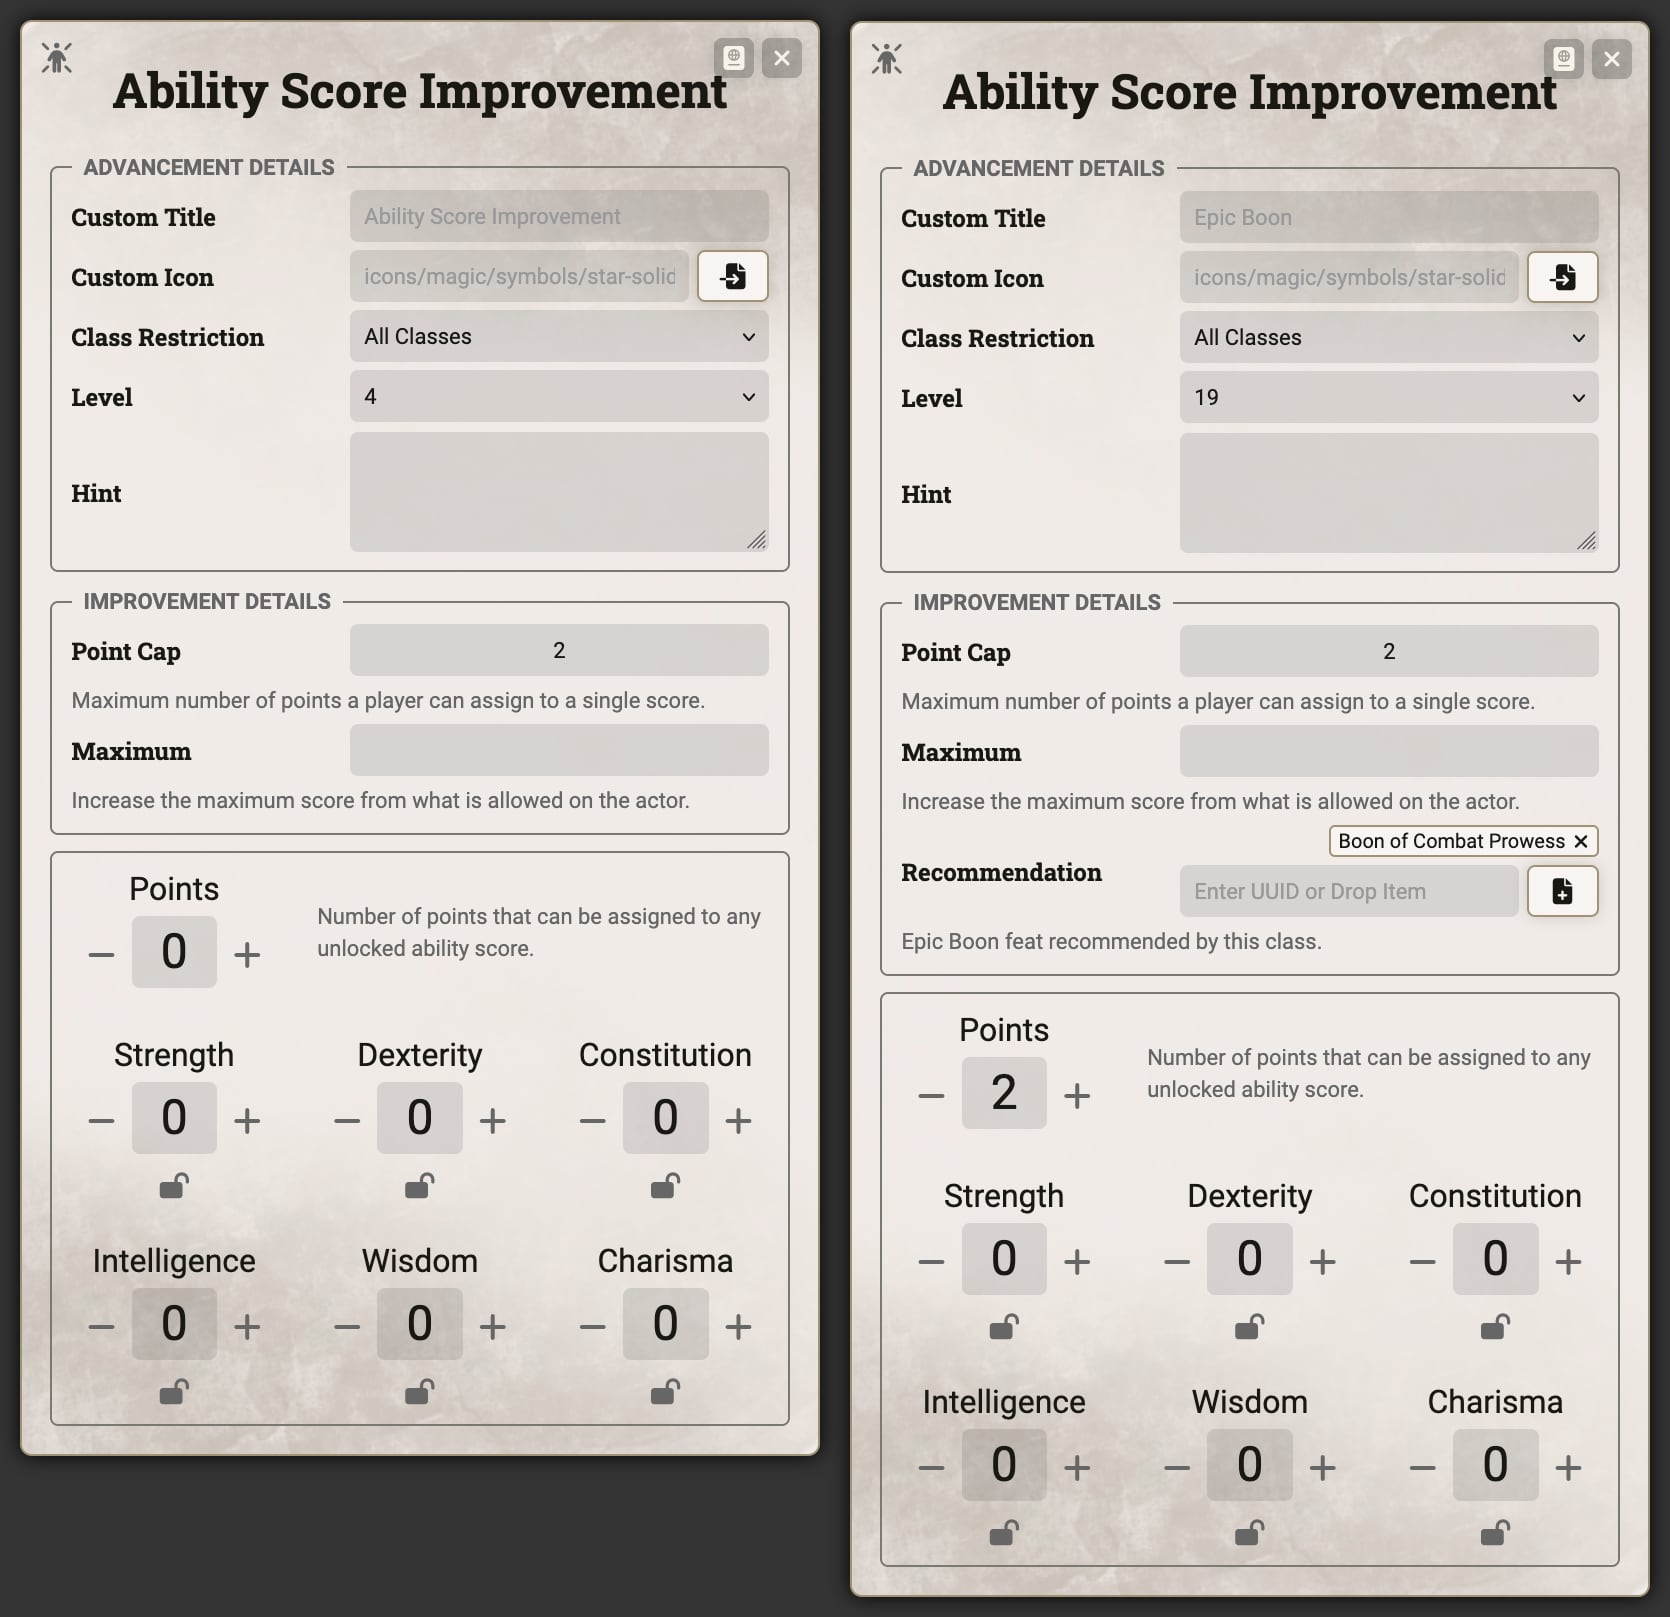 Ability Score Improvement
ADVANCEMENT DETAILS
Custom Title
Ability Score Improvement
Custom Icon
icons/magic/symbols/star-solid
Class Restriction
All Classes
Level
4
Hint
IMPROVEMENT DETAILS
Point Cap
2
Maximum number of points a player can assign to a single score.
Maximum
Increase the maximum score from what is allowed on the actor.
Points
− 0 +
Number of points that can be assigned to any
unlocked ability score.
Strength Dexterity Constitution
− 0 + − 0 + − 0 +
Intelligence Wisdom Charisma
− 0 + − 0 + − 0 +
Ability Score Improvement
ADVANCEMENT DETAILS
Custom Title
Epic Boon
Custom Icon
icons/magic/symbols/star-solid
Class Restriction
All Classes
Level
19
Hint
IMPROVEMENT DETAILS
Point Cap
2
Maximum number of points a player can assign to a single score.
Maximum
Increase the maximum score from what is allowed on the actor.
Boon of Combat Prowess
Recommendation
Enter UUID or Drop Item
Epic Boon feat recommended by this class.
Points
− 2 +
Number of points that can be assigned to any
unlocked ability score.
Strength Dexterity Constitution
− 0 + − 0 + − 0 +
Intelligence Wisdom Charisma
− 0 + − 0 + − 0 +